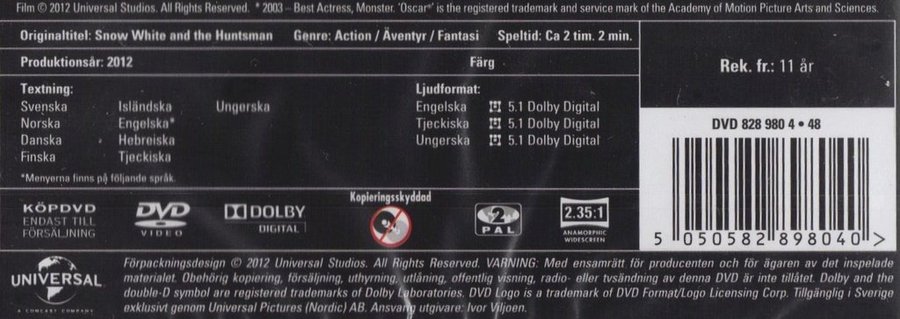 Film © 2012 Universal Studios. All Rights Reserved. * 2003 – Best Actress, Monster. 'Oscar®' is the registered trademark and service mark of the Academy of Motion Picture Arts and Sciences.
Originaltitel: Snow White and the Huntsman Genre: Action / Äventyr / Fantasi Speltid: Ca 2 tim. 2 min.
Produktionsår: 2012 Färg
Rek. fr.: 11 år
Textning: Ljudformat:
Svenska Isländska Ungerska Engelska 5.1 Dolby Digital
Norska Engelska* Tjeckiska 5.1 Dolby Digital
Danska Hebreiska Ungerska 5.1 Dolby Digital
Finska Tjeckiska
*Menyerna finns på följande språk.
DVD 828 980 4 • 48
KÖPDVD
ENDAST TILL
FÖRSÄLJNING
DVD
VIDEO
DOLBY
DIGITAL
Kopieringsskyddad
2
PAL
2.35:1
ANAMORPHIC
WIDESCREEN
5 050582 898040 >
UNIVERSAL
A COMCAST COMPANY
Förpackningsdesign © 2012 Universal Studios. All Rights Reserved. VARNING: Med ensamrätt för producenten och för ägaren av det inspelade
materialet. Obehörig kopiering, försäljning, uthyrning, utlåning, offentlig visning, radio- eller tvsändning av denna DVD är inte tillåtet. Dolby and the
double-D symbol are registered trademarks of Dolby Laboratories. DVD Logo is a trademark of DVD Format/Logo Licensing Corp. Tillgänglig i Sverige
exklusivt genom Universal Pictures (Nordic) AB. Ansvarig utgivare: Ivor Viljoen.